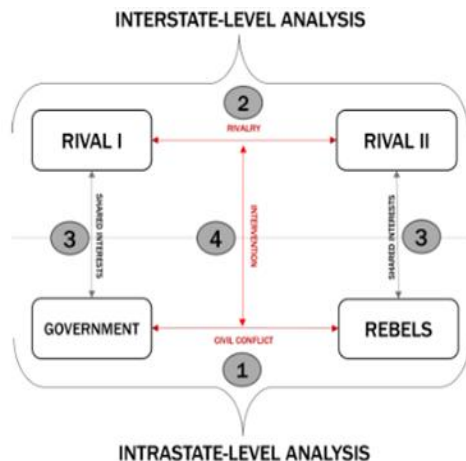 INTERSTATE-LEVEL ANALYSIS
2
RIVAL I
RIVALRY
RIVAL II
3
SHARED INTERESTS
4
INTERVENTION
SHARED INTERESTS
3
GOVERNMENT
CIVIL CONFLICT
REBELS
1
INTRASTATE-LEVEL ANALYSIS